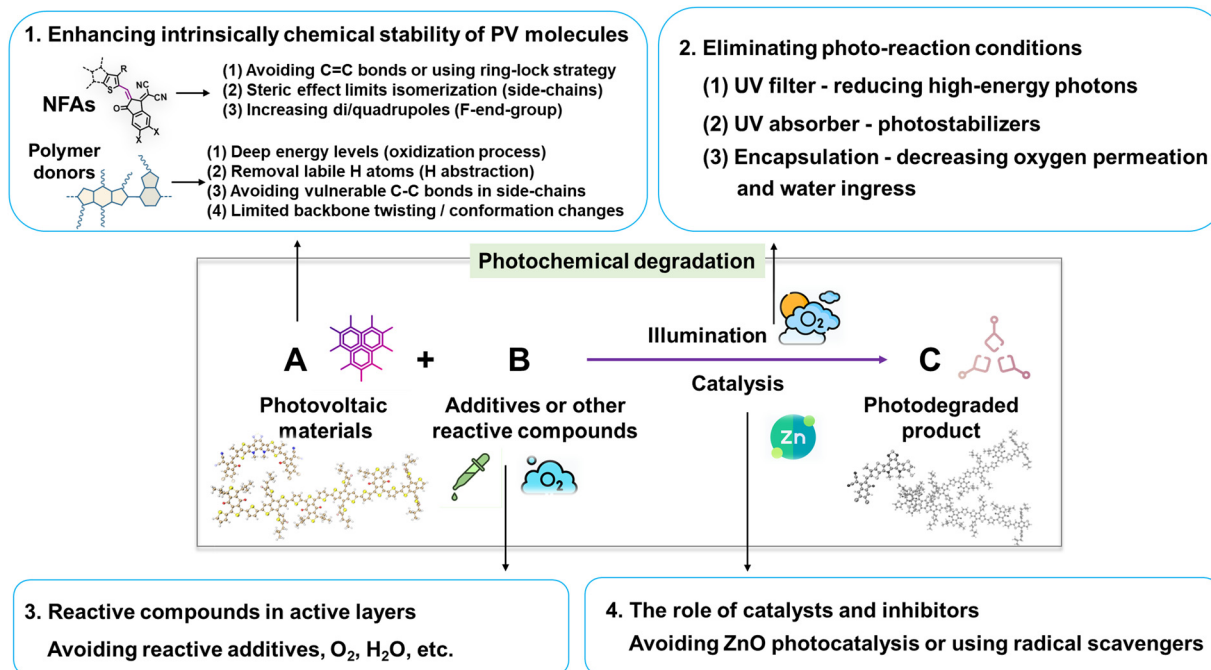 1. Enhancing intrinsically chemical stability of PV molecules
R
S
NC
CN
O
X
X
NFAs
(1) Avoiding C=C bonds or using ring-lock strategy
(2) Steric effect limits isomerization (side-chains)
(3) Increasing di/quadrupoles (F-end-group)
Polymer
donors
(1) Deep energy levels (oxidization process)
(2) Removal labile H atoms (H abstraction)
(3) Avoiding vulnerable C-C bonds in side-chains
(4) Limited backbone twisting / conformation changes
2. Eliminating photo-reaction conditions
(1) UV filter - reducing high-energy photons
(2) UV absorber - photostabilizers
(3) Encapsulation - decreasing oxygen permeation
and water ingress
Photochemical degradation
A
+
B
Illumination
O₂
Catalysis
Zn
C
Photovoltaic
materials
Additives or other
reactive compounds
O₂
Photodegraded
product
3. Reactive compounds in active layers
Avoiding reactive additives, O₂, H₂O, etc.
4. The role of catalysts and inhibitors
Avoiding ZnO photocatalysis or using radical scavengers